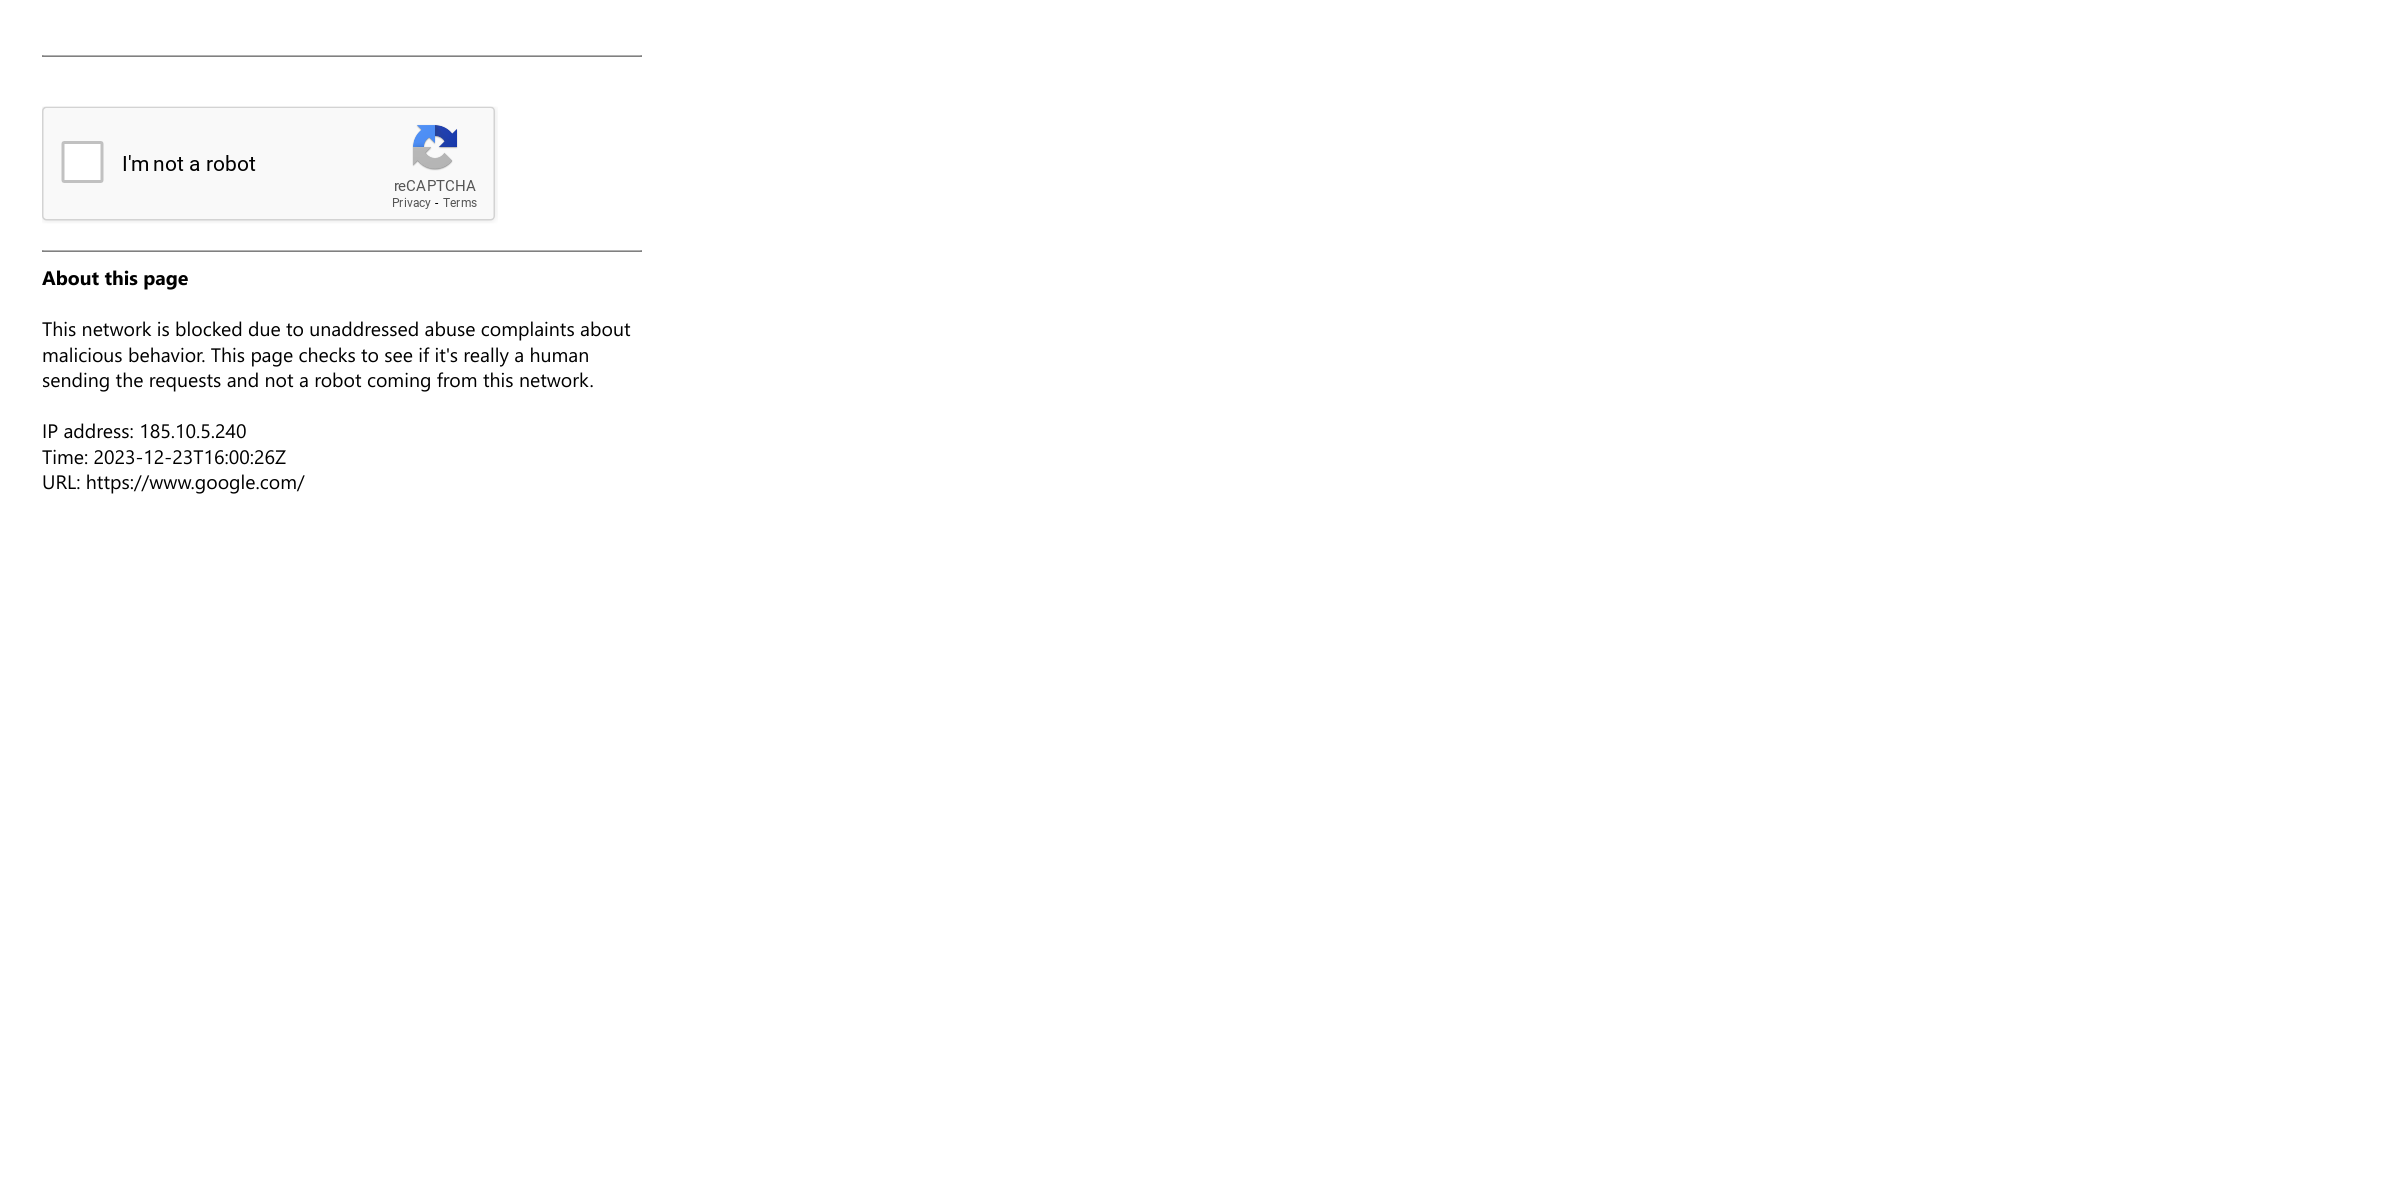 I'm not a robot
reCAPTCHA
Privacy - Terms
About this page
This network is blocked due to unaddressed abuse complaints about
malicious behavior. This page checks to see if it's really a human
sending the requests and not a robot coming from this network.
IP address: 185.10.5.240
Time: 2023-12-23T16:00:26Z
URL: https://www.google.com/